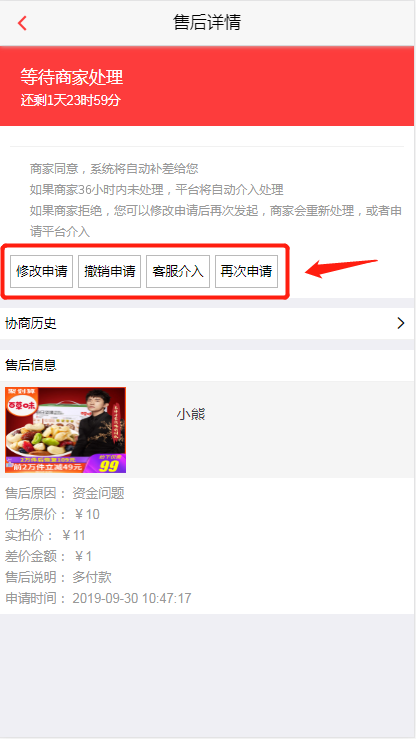 售后详情
等待商家处理
还剩1天23时59分
商家同意，系统将自动补差给您
如果商家36小时内未处理，平台将自动介入处理
如果商家拒绝，您可以修改申请后再次发起，商家会重新处理，或者申
请平台介入
修改申请 撤销申请 客服介入 再次申请
协商历史
售后信息
百草味
小熊
2万件后恢复109元
前2万件立减49元
99
售后原因： 资金问题
任务原价： ￥10
实拍价： ￥11
差价金额： ￥1
售后说明： 多付款
申请时间： 2019-09-30 10:47:17